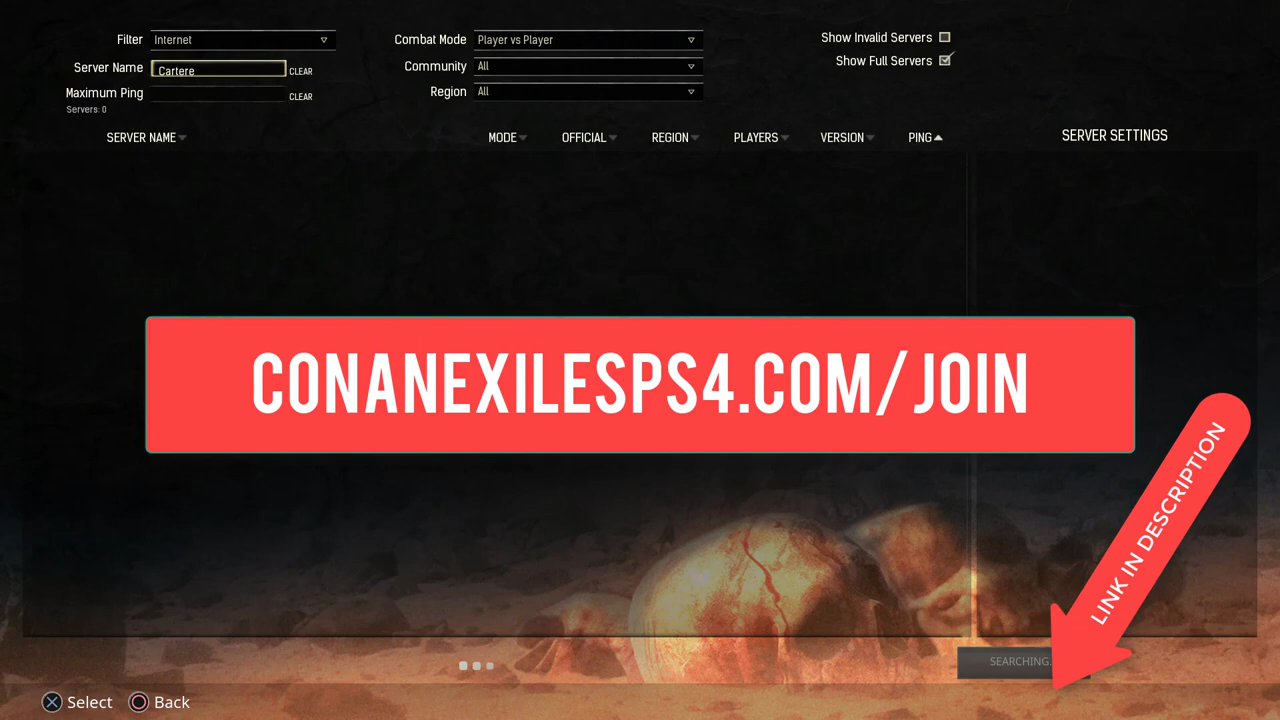 Filter Internet Combat Mode Player vs Player Show Invalid Servers
Server Name Cartere CLEAR Community All Show Full Servers
Maximum Ping CLEAR Region All
Servers: 0
SERVER NAME MODE OFFICIAL REGION PLAYERS VERSION PING SERVER SETTINGS
CONANEXILESPS4.COM/JOIN
LINK IN DESCRIPTION
SEARCHING.
Select Back